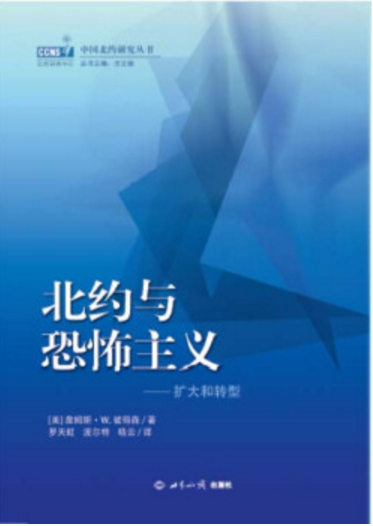 CCNS
中国北约研究丛书
北约与
恐怖主义
——扩大和转型
[美]詹姆斯·W.彼得森/著
罗天虹 波尔特 晓云/译
世界知识出版社